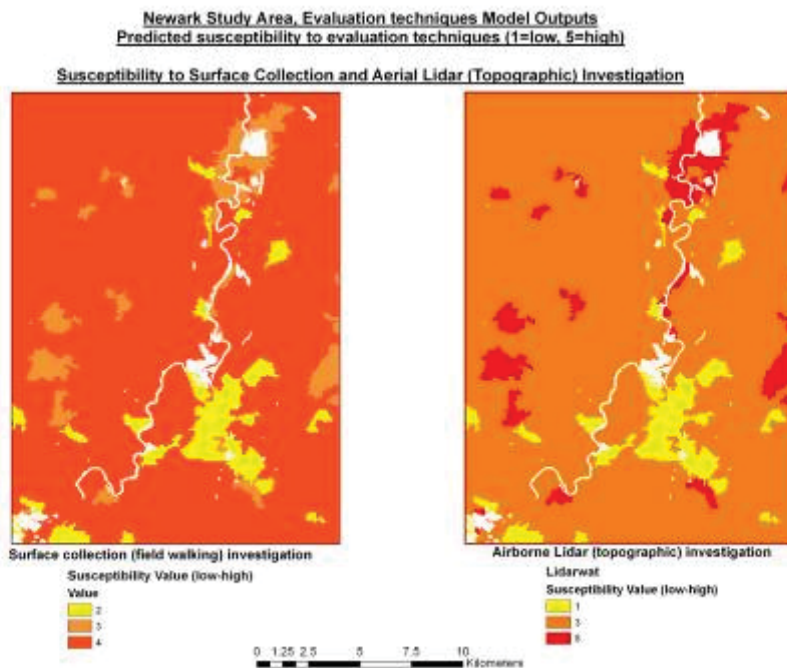 Newark Study Area, Evaluation techniques Model Outputs
Predicted susceptibility to evaluation techniques (1=low, 5=high)
Susceptibility to Surface Collection and Aerial Lidar (Topographic) Investigation
Surface collection (field walking) investigation
Susceptibility Value (low-high)
Value
2
3
4
Airborne Lidar (topographic) investigation
Lidarwat
Susceptibility Value (low-high)
1
3
5
0 1.25 2.5 5 7.5 10
Kilometers